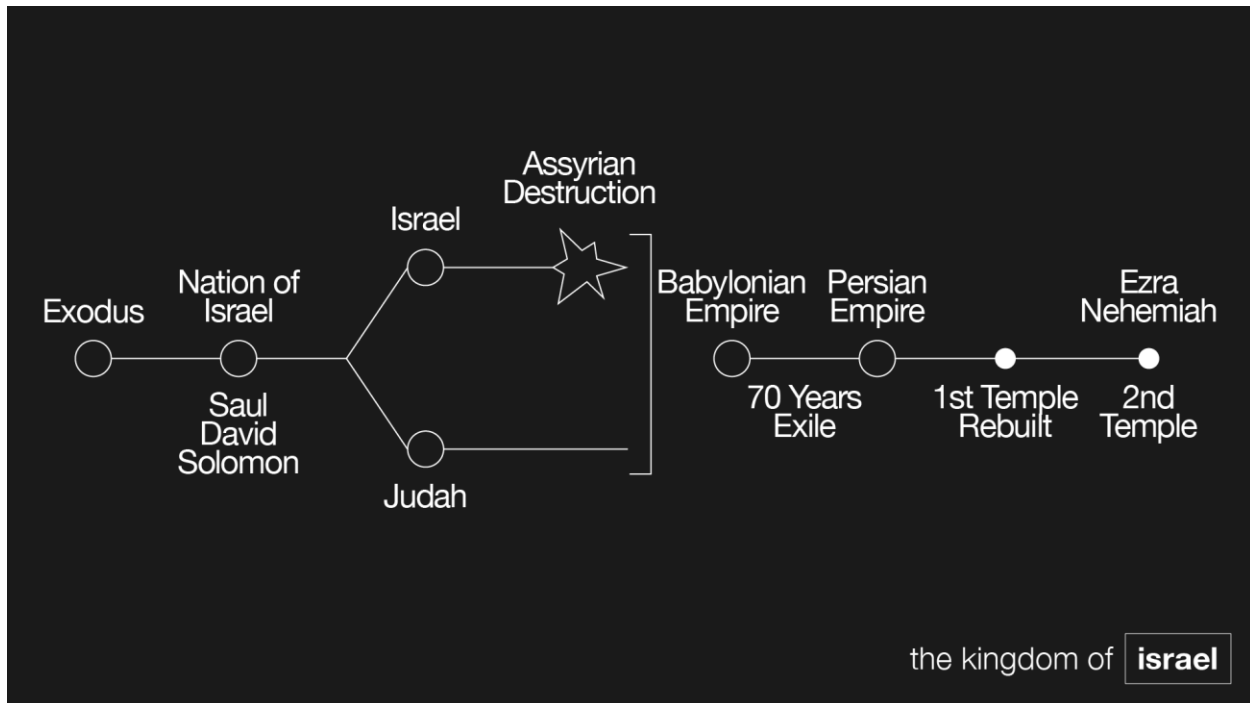 Exodus
Nation of
Israel
Saul
David
Solomon
Israel
Judah
Assyrian
Destruction
Babylonian
Empire
70 Years
Exile
Persian
Empire
1st Temple
Rebuilt
Ezra
Nehemiah
2nd
Temple
the kingdom of israel